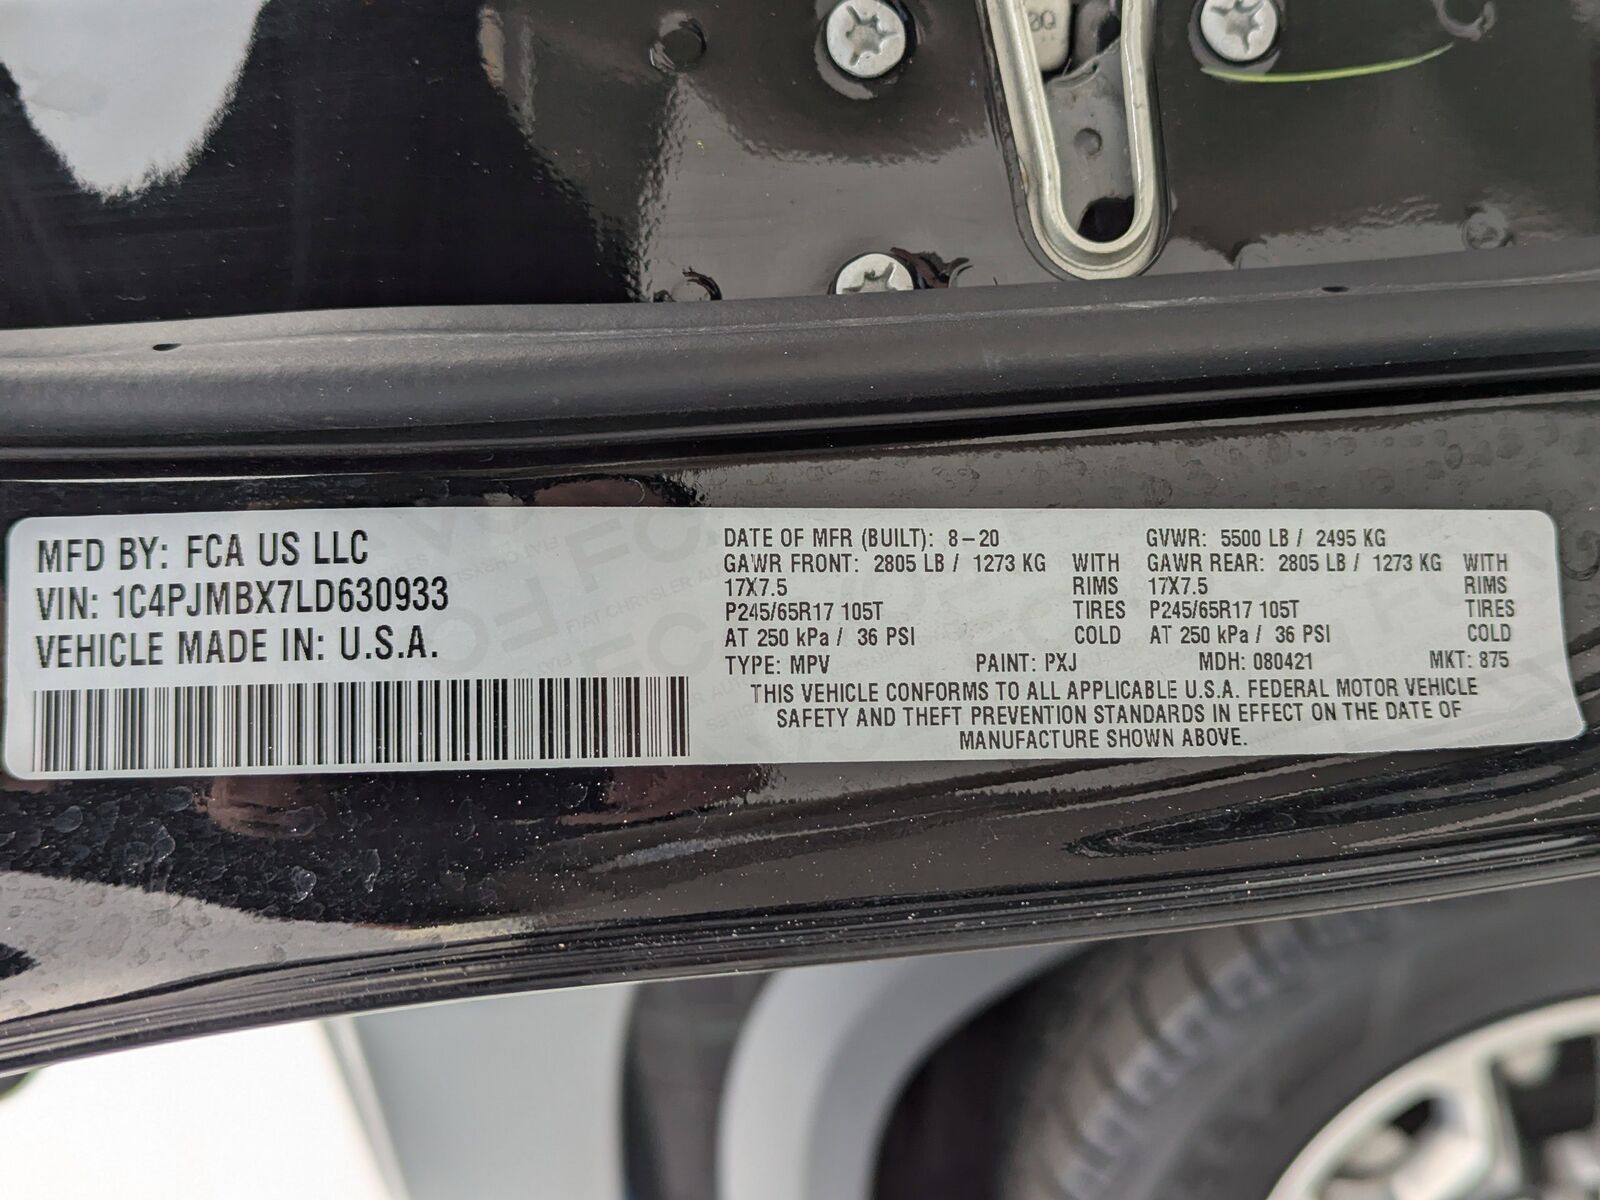 MFD BY: FCA US LLC
VIN: 1C4PJMBX7LD630933
VEHICLE MADE IN: U.S.A.
DATE OF MFR (BUILT): 8-20 GVWR: 5500 LB / 2495 KG
GAWR FRONT: 2805 LB / 1273 KG WITH GAWR REAR: 2805 LB / 1273 KG WITH
17X7.5 RIMS 17X7.5 RIMS
P245/65R17 105T TIRES P245/65R17 105T TIRES
AT 250 kPa / 36 PSI COLD AT 250 kPa / 36 PSI COLD
TYPE: MPV PAINT: PXJ MDH: 080421 MKT: 875
THIS VEHICLE CONFORMS TO ALL APPLICABLE U.S.A. FEDERAL MOTOR VEHICLE
SAFETY AND THEFT PREVENTION STANDARDS IN EFFECT ON THE DATE OF
MANUFACTURE SHOWN ABOVE.